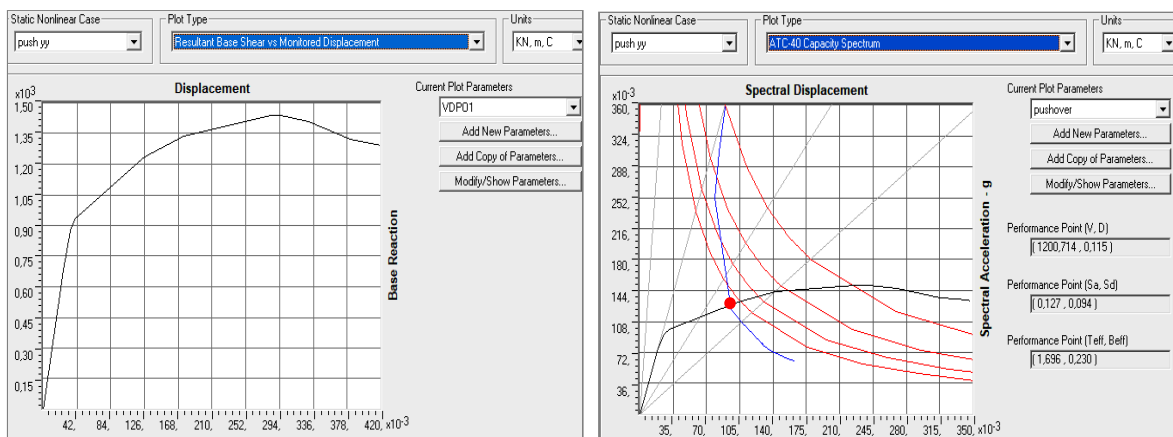 Static Nonlinear Case
Plot Type
Units
push yy
Resultant Base Shear vs Monitored Displacement
KN, m, C
x10³
Displacement
Current Plot Parameters
VDPO1
Add New Parameters...
Add Copy of Parameters...
Modify/Show Parameters...
1,50
1,35
1,20
1,05
0,90
0,75
0,60
0,45
0,30
0,15
Base Reaction
42, 84, 126, 168, 210, 252, 294, 336, 378, 420, x10⁻³
Static Nonlinear Case
Plot Type
Units
push yy
ATC-40 Capacity Spectrum
KN, m, C
x10⁻³
Spectral Displacement
Current Plot Parameters
pushover
Add New Parameters...
Add Copy of Parameters...
Modify/Show Parameters...
360,
324,
288,
252,
216,
180,
144,
108,
72,
36,
Spectral Acceleration - g
Performance Point (V, D)
( 1200,714 , 0,115 )
Performance Point (Sa, Sd)
( 0,127 , 0,094 )
Performance Point (Teff, Beff)
( 1,696 , 0,230 )
35, 70, 105, 140, 175, 210, 245, 280, 315, 350, x10⁻³